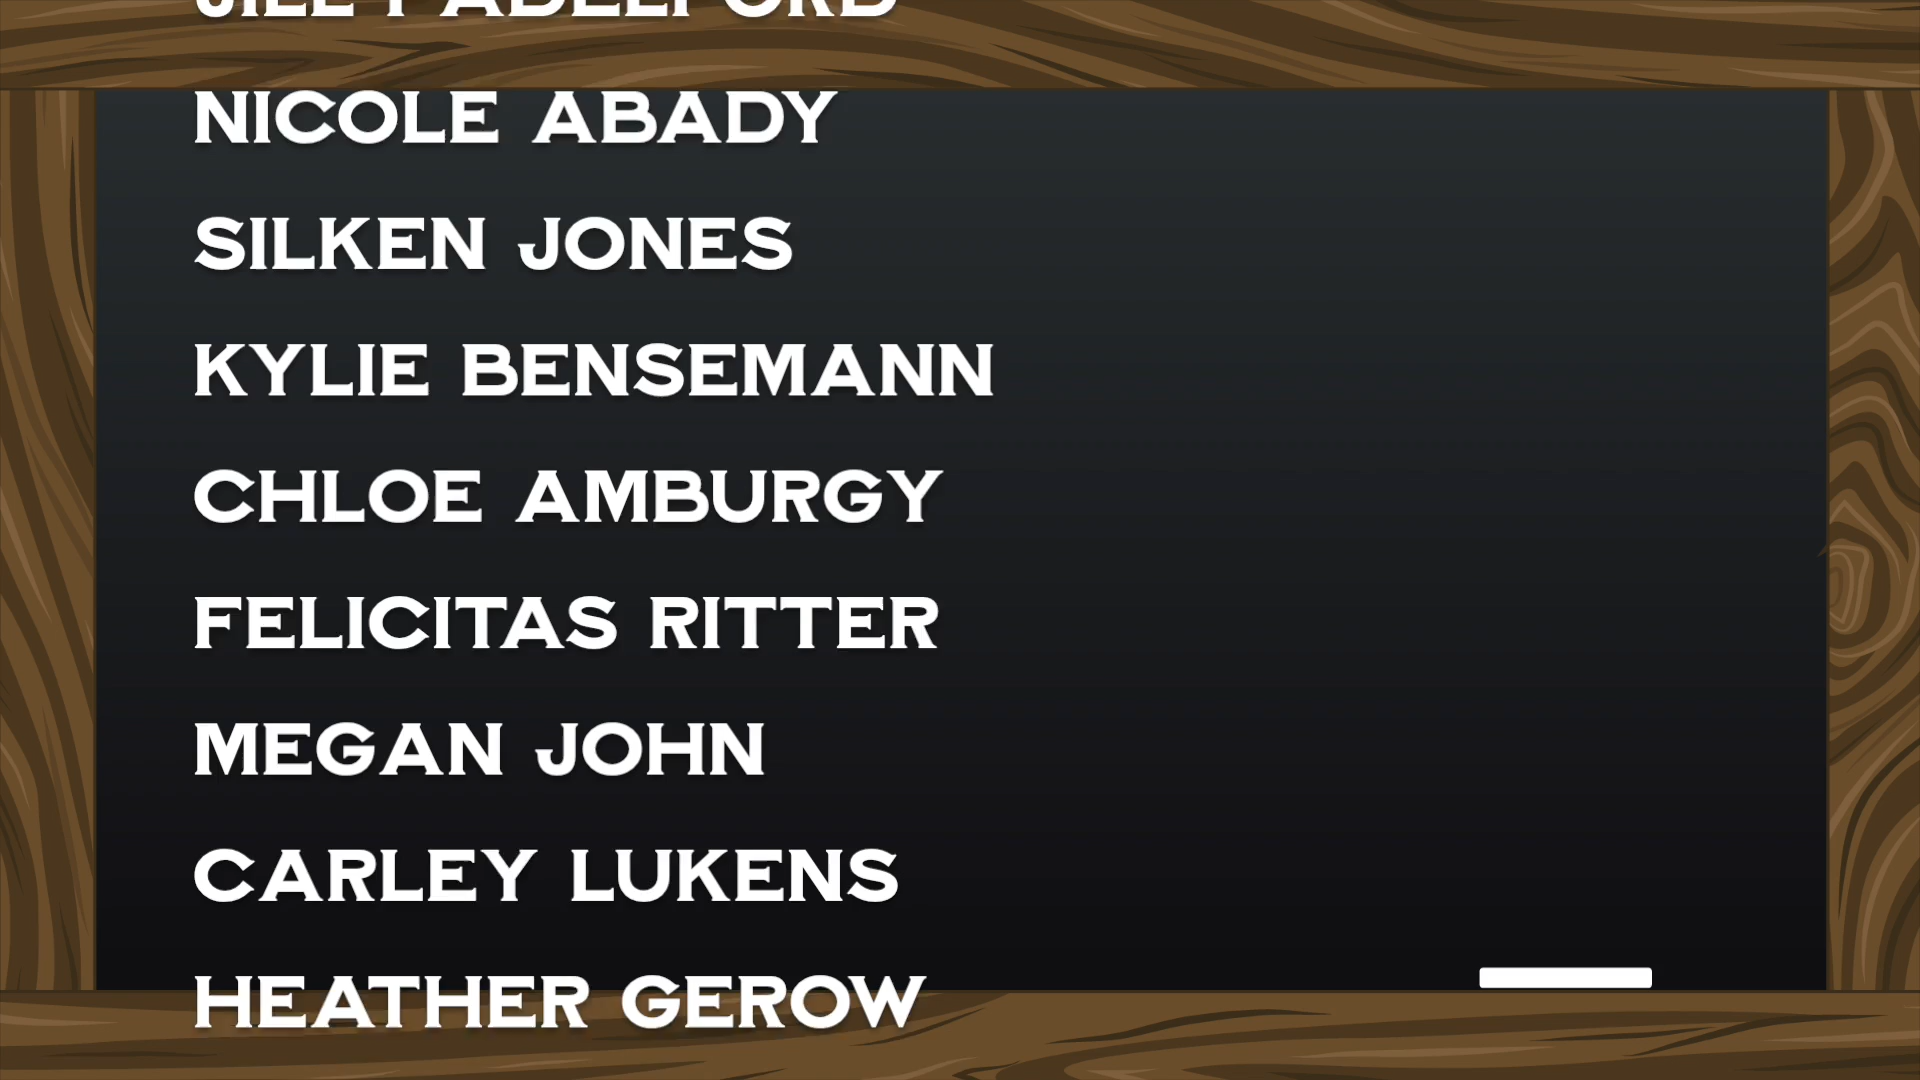 NICOLE ABADY
SILKEN JONES
KYLIE BENSEMANN
CHLOE AMBURGY
FELICITAS RITTER
MEGAN JOHN
CARLEY LUKENS
HEATHER GEROW